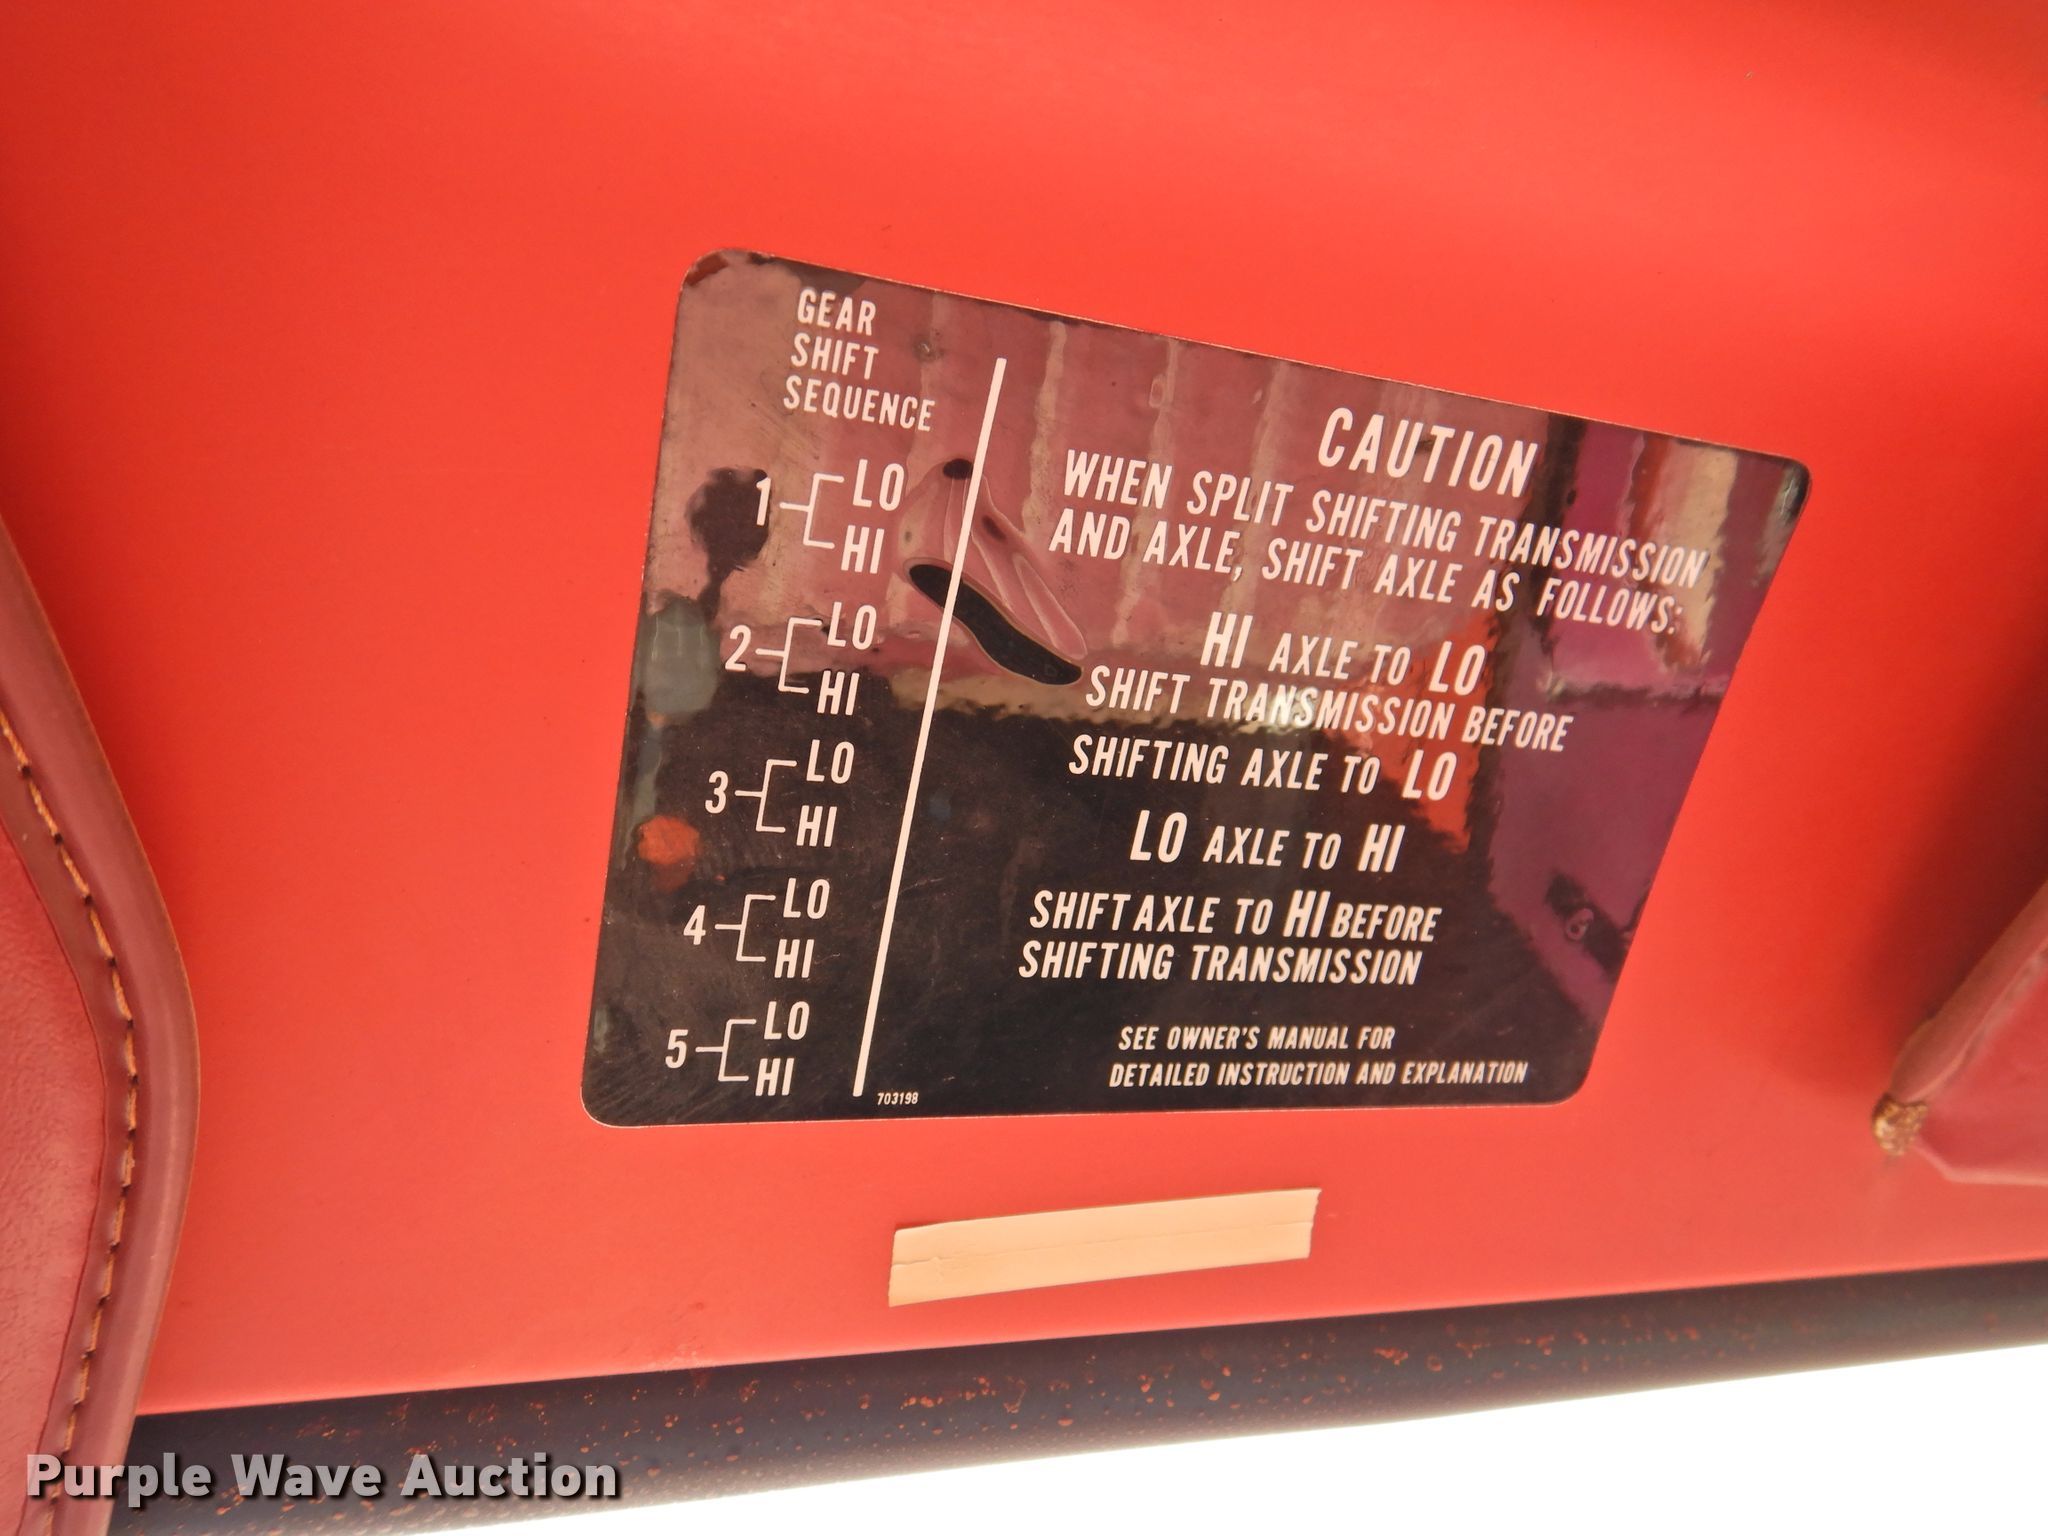 GEAR
SHIFT
SEQUENCE
1 LO
HI
2 LO
HI
3 LO
HI
4 LO
HI
5 LO
HI
CAUTION
WHEN SPLIT SHIFTING TRANSMISSION
AND AXLE, SHIFT AXLE AS FOLLOWS:
HI AXLE TO LO
SHIFT TRANSMISSION BEFORE
SHIFTING AXLE TO LO
LO AXLE TO HI
SHIFT AXLE TO HI BEFORE
SHIFTING TRANSMISSION
SEE OWNER'S MANUAL FOR
DETAILED INSTRUCTION AND EXPLANATION
703198
Purple Wave Auction